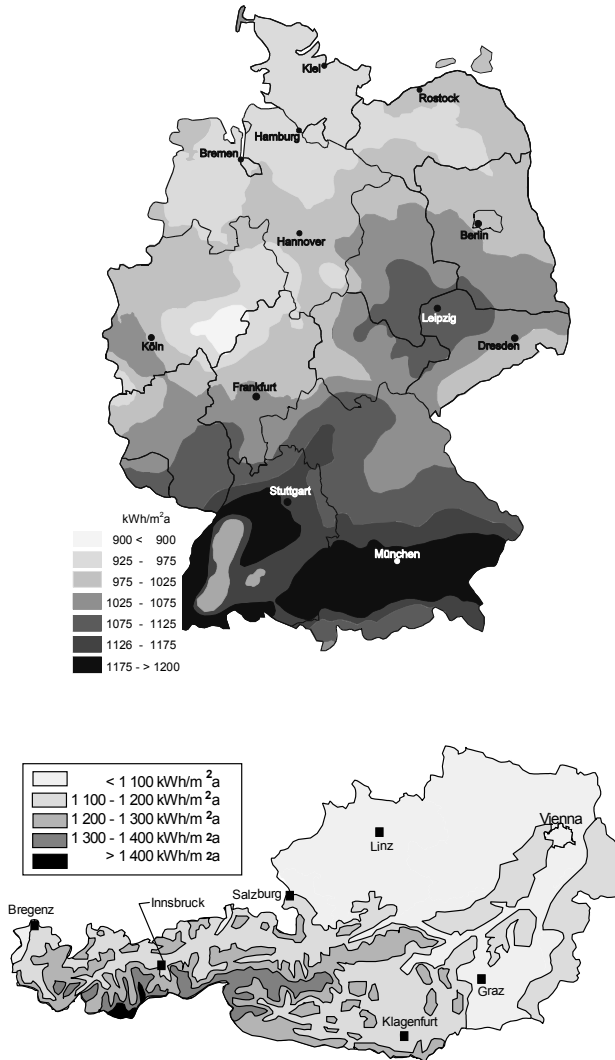 Kiel
Rostock
Hamburg
Bremen
Hannover
Berlin
Leipzig
Köln
Dresden
Frankfurt
Stuttgart
München
kWh/m²a
900 < 900
925 - 975
975 - 1025
1025 - 1075
1075 - 1125
1126 - 1175
1175 - > 1200
< 1 100 kWh/m ²a
1 100 - 1 200 kWh/m ²a
1 200 - 1 300 kWh/m ²a
1 300 - 1 400 kWh/m ²a
> 1 400 kWh/m ²a
Vienna
Linz
Salzburg
Innsbruck
Bregenz
Graz
Klagenfurt